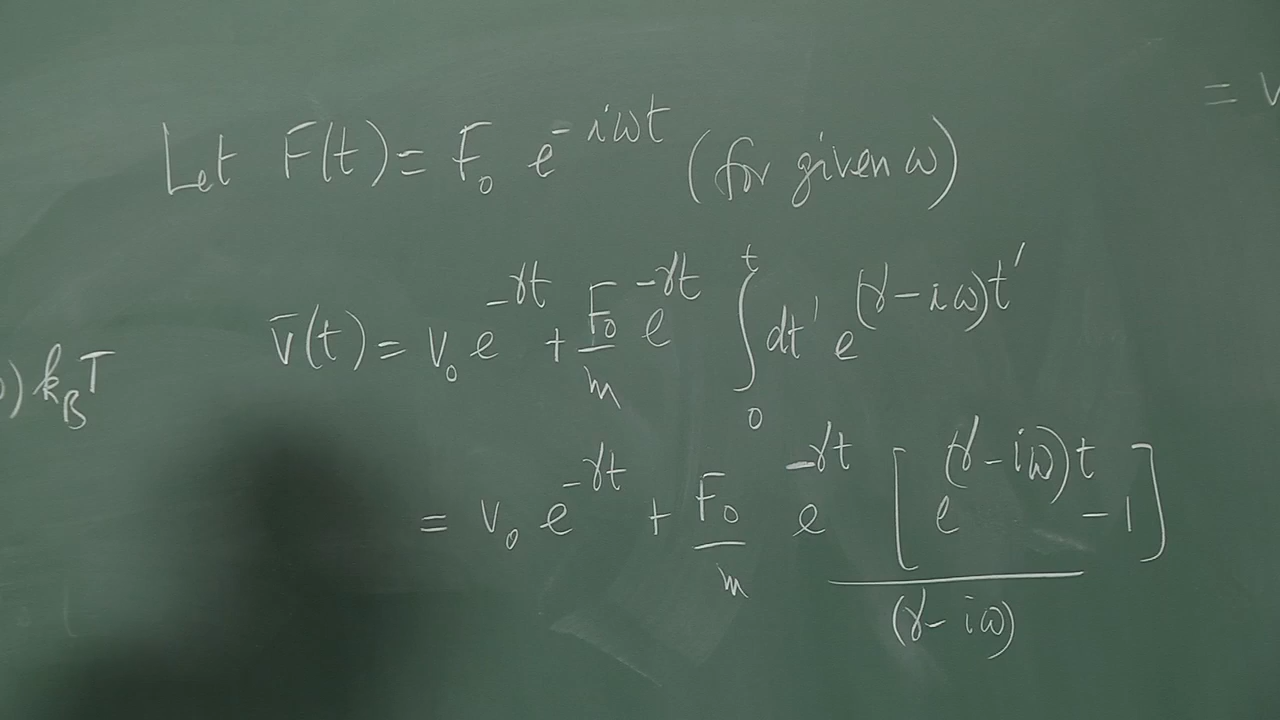 = v
Let F(t) = F₀ e^{-iωt} (for given ω)
v̄(t) = v₀ e^{-γt} + F₀/m e^{-γt} ∫₀ᵗ dt' e^{(γ-iω)t'}
) k_B T
= v₀ e^{-γt} + F₀/m e^{-γt} [e^{(γ-iω)t} - 1] / (γ-iω)